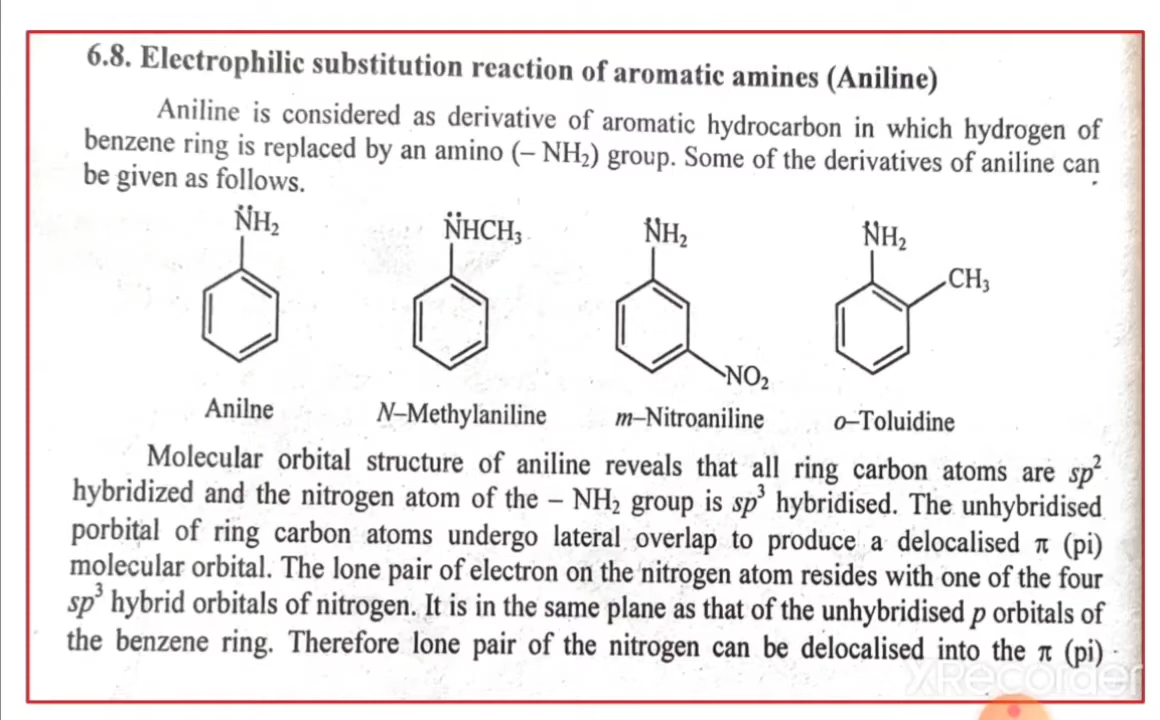 6.8. Electrophilic substitution reaction of aromatic amines (Aniline)
Aniline is considered as derivative of aromatic hydrocarbon in which hydrogen of
benzene ring is replaced by an amino (– NH₂) group. Some of the derivatives of aniline can
be given as follows.
N̈H₂ N̈HCH₃ N̈H₂ N̈H₂
CH₃
NO₂
Anilne N–Methylaniline m–Nitroaniline o–Toluidine
Molecular orbital structure of aniline reveals that all ring carbon atoms are sp²
hybridized and the nitrogen atom of the – NH₂ group is sp³ hybridised. The unhybridised
porbital of ring carbon atoms undergo lateral overlap to produce a delocalised π (pi)
molecular orbital. The lone pair of electron on the nitrogen atom resides with one of the four
sp³ hybrid orbitals of nitrogen. It is in the same plane as that of the unhybridised p orbitals of
the benzene ring. Therefore lone pair of the nitrogen can be delocalised into the π (pi)
XRecorder